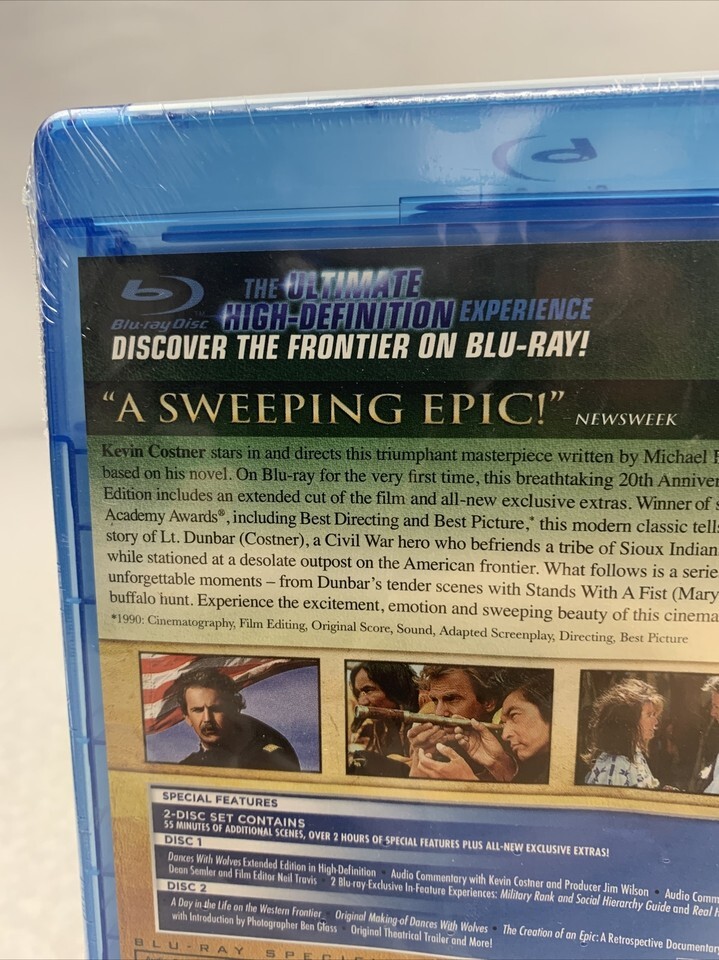 THE ULTIMATE
Blu-ray Disc™ HIGH-DEFINITION EXPERIENCE
DISCOVER THE FRONTIER ON BLU-RAY!
“A SWEEPING EPIC!” NEWSWEEK
Kevin Costner stars in and directs this triumphant masterpiece written by Michael
based on his novel. On Blu-ray for the very first time, this breathtaking 20th Anniver
Edition includes an extended cut of the film and all-new exclusive extras. Winner of s
Academy Awards®, including Best Directing and Best Picture,* this modern classic tells
story of Lt. Dunbar (Costner), a Civil War hero who befriends a tribe of Sioux Indian
while stationed at a desolate outpost on the American frontier. What follows is a serie
unforgettable moments – from Dunbar's tender scenes with Stands With A Fist (Mary
buffalo hunt. Experience the excitement, emotion and sweeping beauty of this cinema
*1990: Cinematography, Film Editing, Original Score, Sound, Adapted Screenplay, Directing, Best Picture
SPECIAL FEATURES
2-DISC SET CONTAINS
55 MINUTES OF ADDITIONAL SCENES, OVER 2 HOURS OF SPECIAL FEATURES PLUS ALL-NEW EXCLUSIVE EXTRAS!
DISC 1
Dances With Wolves Extended Edition in High-Definition • Audio Commentary with Kevin Costner and Producer Jim Wilson • Audio Comm
Dean Semler and Film Editor Neil Travis • 2 Blu-ray-Exclusive In-Feature Experiences: Military Rank and Social Hierarchy Guide and Real
DISC 2
A Day in the Life on the Western Frontier • Original Making of Dances With Wolves • The Creation of an Epic: A Retrospective Documentary
with Introduction by Photographer Ben Glass • Original Theatrical Trailer and More!
BLU-RAY SPECI